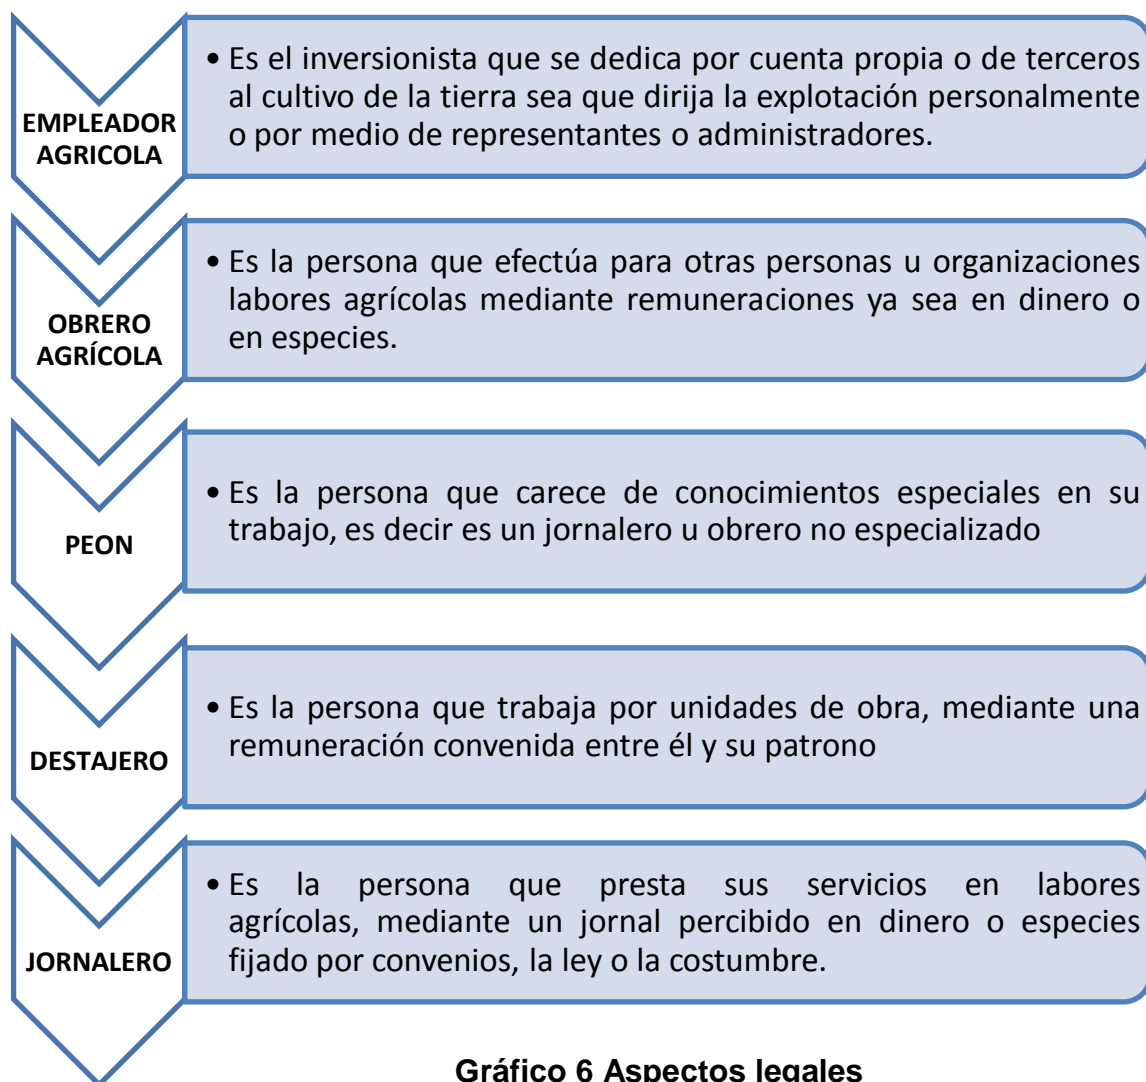 EMPLEADOR
AGRICOLA
• Es el inversionista que se dedica por cuenta propia o de terceros
al cultivo de la tierra sea que dirija la explotación personalmente
o por medio de representantes o administradores.
OBRERO
AGRÍCOLA
• Es la persona que efectúa para otras personas u organizaciones
labores agrícolas mediante remuneraciones ya sea en dinero o
en especies.
PEON
• Es la persona que carece de conocimientos especiales en su
trabajo, es decir es un jornalero u obrero no especializado
DESTAJERO
• Es la persona que trabaja por unidades de obra, mediante una
remuneración convenida entre él y su patrono
JORNALERO
• Es la persona que presta sus servicios en labores
agrícolas, mediante un jornal percibido en dinero o especies
fijado por convenios, la ley o la costumbre.
Gráfico 6 Aspectos legales